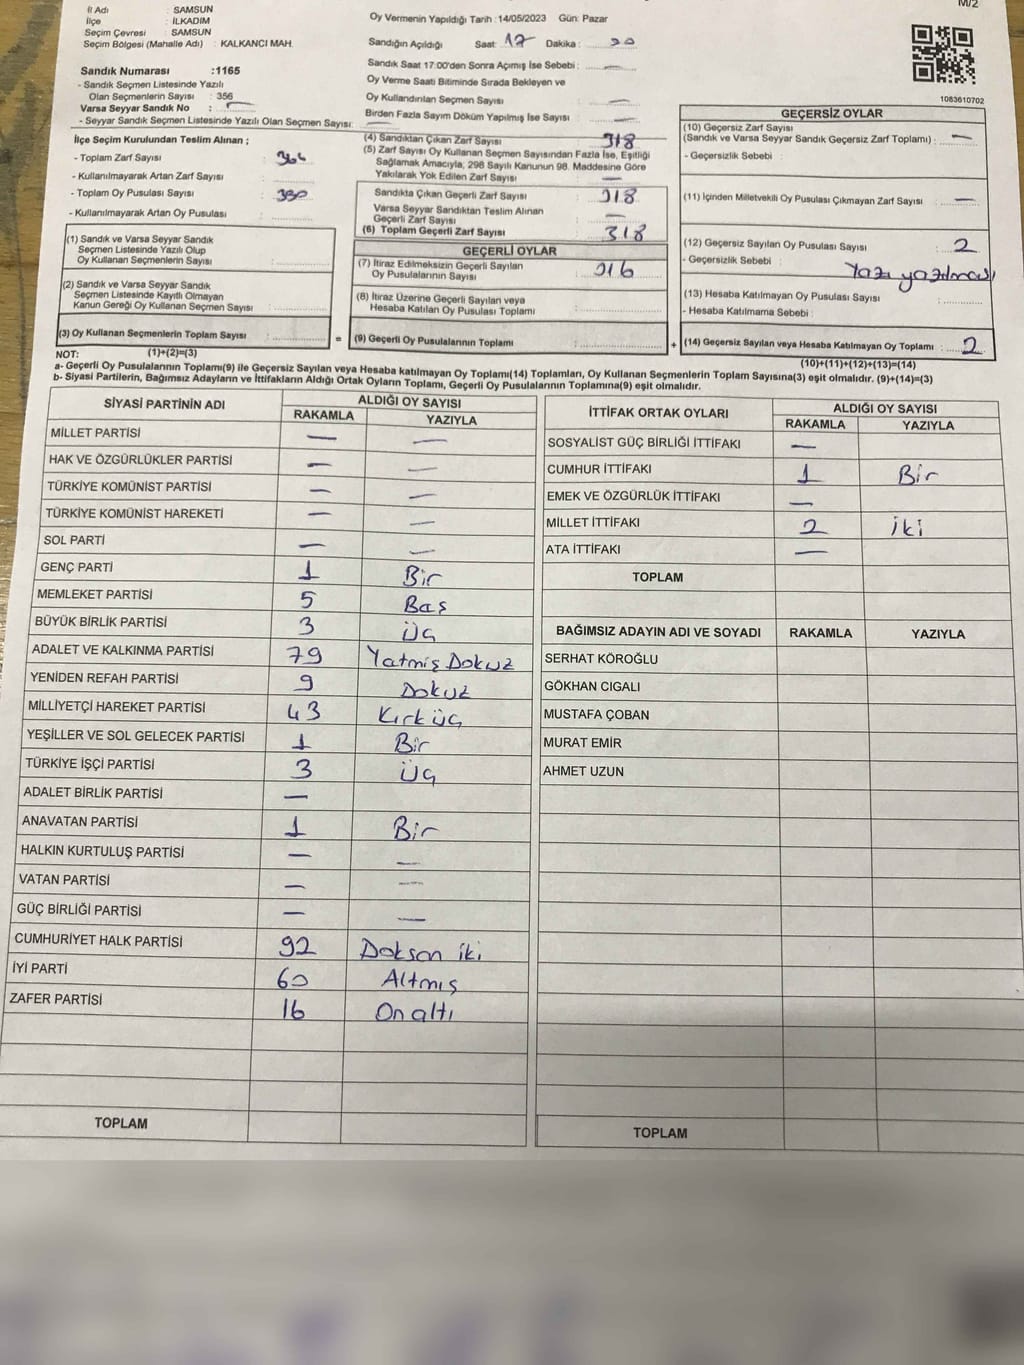 M/2
İl Adı : SAMSUN
İlçe : İLKADIM
Seçim Çevresi : SAMSUN
Seçim Bölgesi (Mahalle Adı) : KALKANCI MAH.
Sandık Numarası :1165
- Sandık Seçmen Listesinde Yazılı
Olan Seçmenlerin Sayısı : 356
Varsa Seyyar Sandık No :
- Seyyar Sandık Seçmen Listesinde Yazılı Olan Seçmen Sayısı:
Oy Vermenin Yapıldığı Tarih :14/05/2023 Gün: Pazar
Sandığın Açıldığı Saat: 17 Dakika:
Sandık Saat 17:00'den Sonra Açımış İse Sebebi :
Oy Verme Saati Bitiminde Sırada Bekleyen ve
Oy Kullandırılan Seçmen Sayısı
Birden Fazla Sayım Döküm Yapılmış İse Sayısı :
1083610702
İlçe Seçim Kurulundan Teslim Alınan ;
- Toplam Zarf Sayısı : 364
- Kullanılmayarak Artan Zarf Sayısı
- Toplam Oy Pusulası Sayısı : 380
- Kullanılmayarak Artan Oy Pusulası :
(4) Sandıktan Çıkan Zarf Sayısı 318
(5) Zarf Sayısı Oy Kullanan Seçmen Sayısından Fazla İse, Eşitliği
Sağlamak Amacıyla, 298 Sayılı Kanunun 98. Maddesine Göre
Yakılarak Yok Edilen Zarf Sayısı
Sandıkta Çıkan Geçerli Zarf Sayısı 318
Varsa Seyyar Sandıktan Teslim Alınan
Geçerli Zarf Sayısı
(6) Toplam Geçerli Zarf Sayısı : 318
GEÇERLİ OYLAR
(7) İtiraz Edilmeksizin Geçerli Sayılan
Oy Pusulalarının Sayısı : 316
(8) İtiraz Üzerine Geçerli Sayılan veya
Hesaba Katılan Oy Pusulası Toplamı
(9) Geçerli Oy Pusulalarının Toplamı
GEÇERSİZ OYLAR
(10) Geçersiz Zarf Sayısı
(Sandık ve Varsa Seyyar Sandık Geçersiz Zarf Toplamı) :
- Geçersizlik Sebebi :
(11) İçinden Milletvekili Oy Pusulası Çıkmayan Zarf Sayısı
(12) Geçersiz Sayılan Oy Pusulası Sayısı : 2
- Geçersizlik Sebebi : Yazı yazılması
(13) Hesaba Katılmayan Oy Pusulası Sayısı
- Hesaba Katılmama Sebebi :
(14) Geçersiz Sayılan veya Hesaba Katılmayan Oy Toplamı : 2
(10)+(11)+(12)+(13)=(14)
(1) Sandık ve Varsa Seyyar Sandık
Seçmen Listesinde Yazılı Olup
Oy Kullanan Seçmenlerin Sayısı :
(2) Sandık ve Varsa Seyyar Sandık
Seçmen Listesinde Kayıtlı Olmayan
Kanun Gereği Oy Kullanan Seçmen Sayısı :
(3) Oy Kullanan Seçmenlerin Toplam Sayısı :
= +
NOT: (1)+(2)=(3)
a- Geçerli Oy Pusulalarının Toplamı(9) ile Geçersiz Sayılan veya Hesaba katılmayan Oy Toplamı(14) Toplamları, Oy Kullanan Seçmenlerin Toplam Sayısına(3) eşit olmalıdır. (9)+(14)=(3)
b- Siyasi Partilerin, Bağımsız Adayların ve İttifakların Aldığı Ortak Oyların Toplamı, Geçerli Oy Pusulalarının Toplamına(9) eşit olmalıdır.
SİYASİ PARTİNİN ADI ALDIĞI OY SAYISI
RAKAMLA YAZIYLA
MİLLET PARTİSİ — —
HAK VE ÖZGÜRLÜKLER PARTİSİ — —
TÜRKİYE KOMÜNİST PARTİSİ — —
TÜRKİYE KOMÜNİST HAREKETİ — —
SOL PARTİ — —
GENÇ PARTİ 1 Bir
MEMLEKET PARTİSİ 5 Beş
BÜYÜK BİRLİK PARTİSİ 3 Üç
ADALET VE KALKINMA PARTİSİ 79 Yetmiş Dokuz
YENİDEN REFAH PARTİSİ 9 Dokuz
MİLLİYETÇİ HAREKET PARTİSİ 43 Kırk üç
YEŞİLLER VE SOL GELECEK PARTİSİ 1 Bir
TÜRKİYE İŞÇİ PARTİSİ 3 Üç
ADALET BİRLİK PARTİSİ —
ANAVATAN PARTİSİ 1 Bir
HALKIN KURTULUŞ PARTİSİ — —
VATAN PARTİSİ — —
GÜÇ BİRLİĞİ PARTİSİ — —
CUMHURİYET HALK PARTİSİ 92 Doksan iki
İYİ PARTİ 60 Altmış
ZAFER PARTİSİ 16 On altı
TOPLAM
İTTİFAK ORTAK OYLARI ALDIĞI OY SAYISI
RAKAMLA YAZIYLA
SOSYALİST GÜÇ BİRLİĞİ İTTİFAKI —
CUMHUR İTTİFAKI 1 Bir
EMEK VE ÖZGÜRLÜK İTTİFAKI —
MİLLET İTTİFAKI 2 iki
ATA İTTİFAKI —
TOPLAM
BAĞIMSIZ ADAYIN ADI VE SOYADI RAKAMLA YAZIYLA
SERHAT KÖROĞLU
GÖKHAN CIGALI
MUSTAFA ÇOBAN
MURAT EMİR
AHMET UZUN
TOPLAM